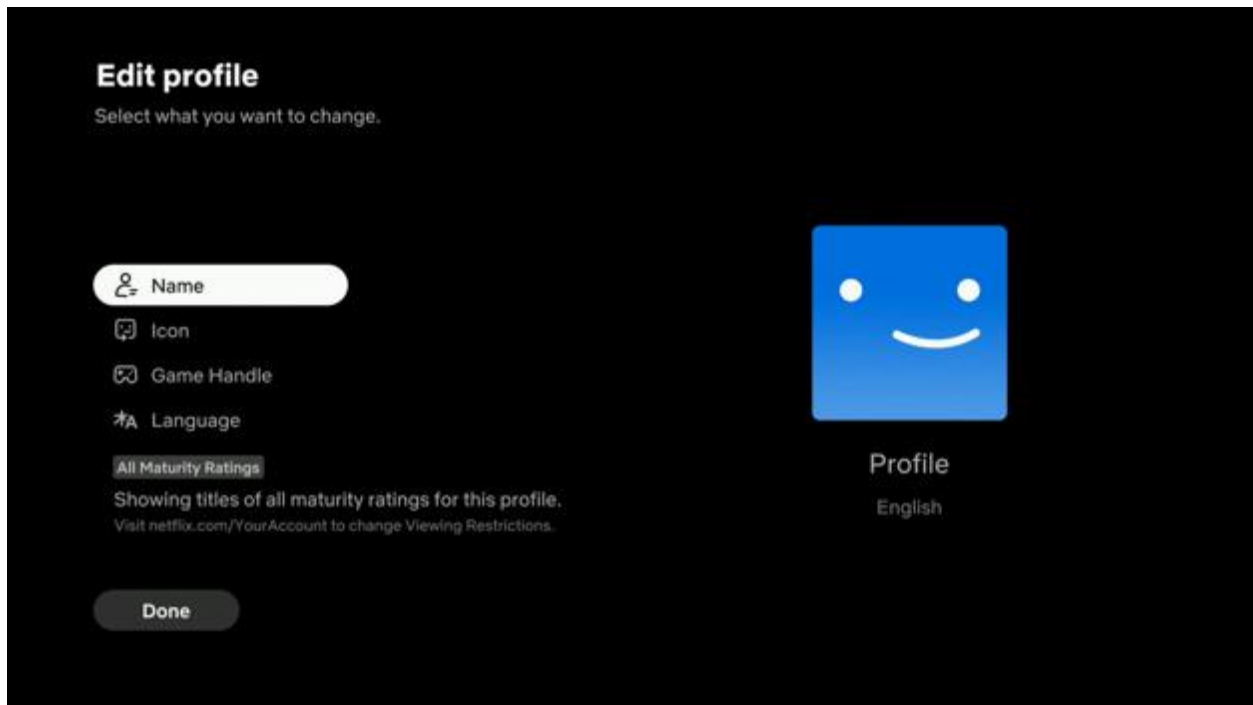 Edit profile
Select what you want to change.
Name
Icon
Game Handle
Language
All Maturity Ratings
Showing titles of all maturity ratings for this profile.
Visit netflix.com/YourAccount to change Viewing Restrictions.
Done
Profile
English